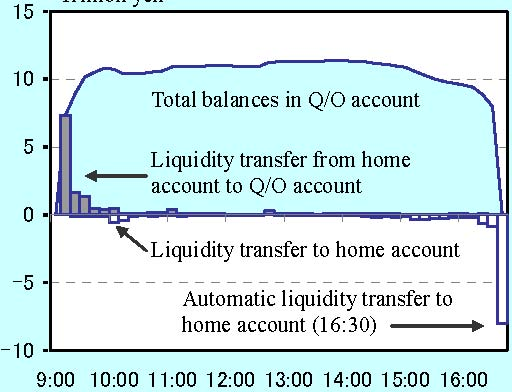 Trillion yen
15
10
Total balances in Q/O account
5
Liquidity transfer from home
account to Q/O account
0
Liquidity transfer to home account
-5
Automatic liquidity transfer to
home account (16:30)
-10
9:00 10:00 11:00 12:00 13:00 14:00 15:00 16:00